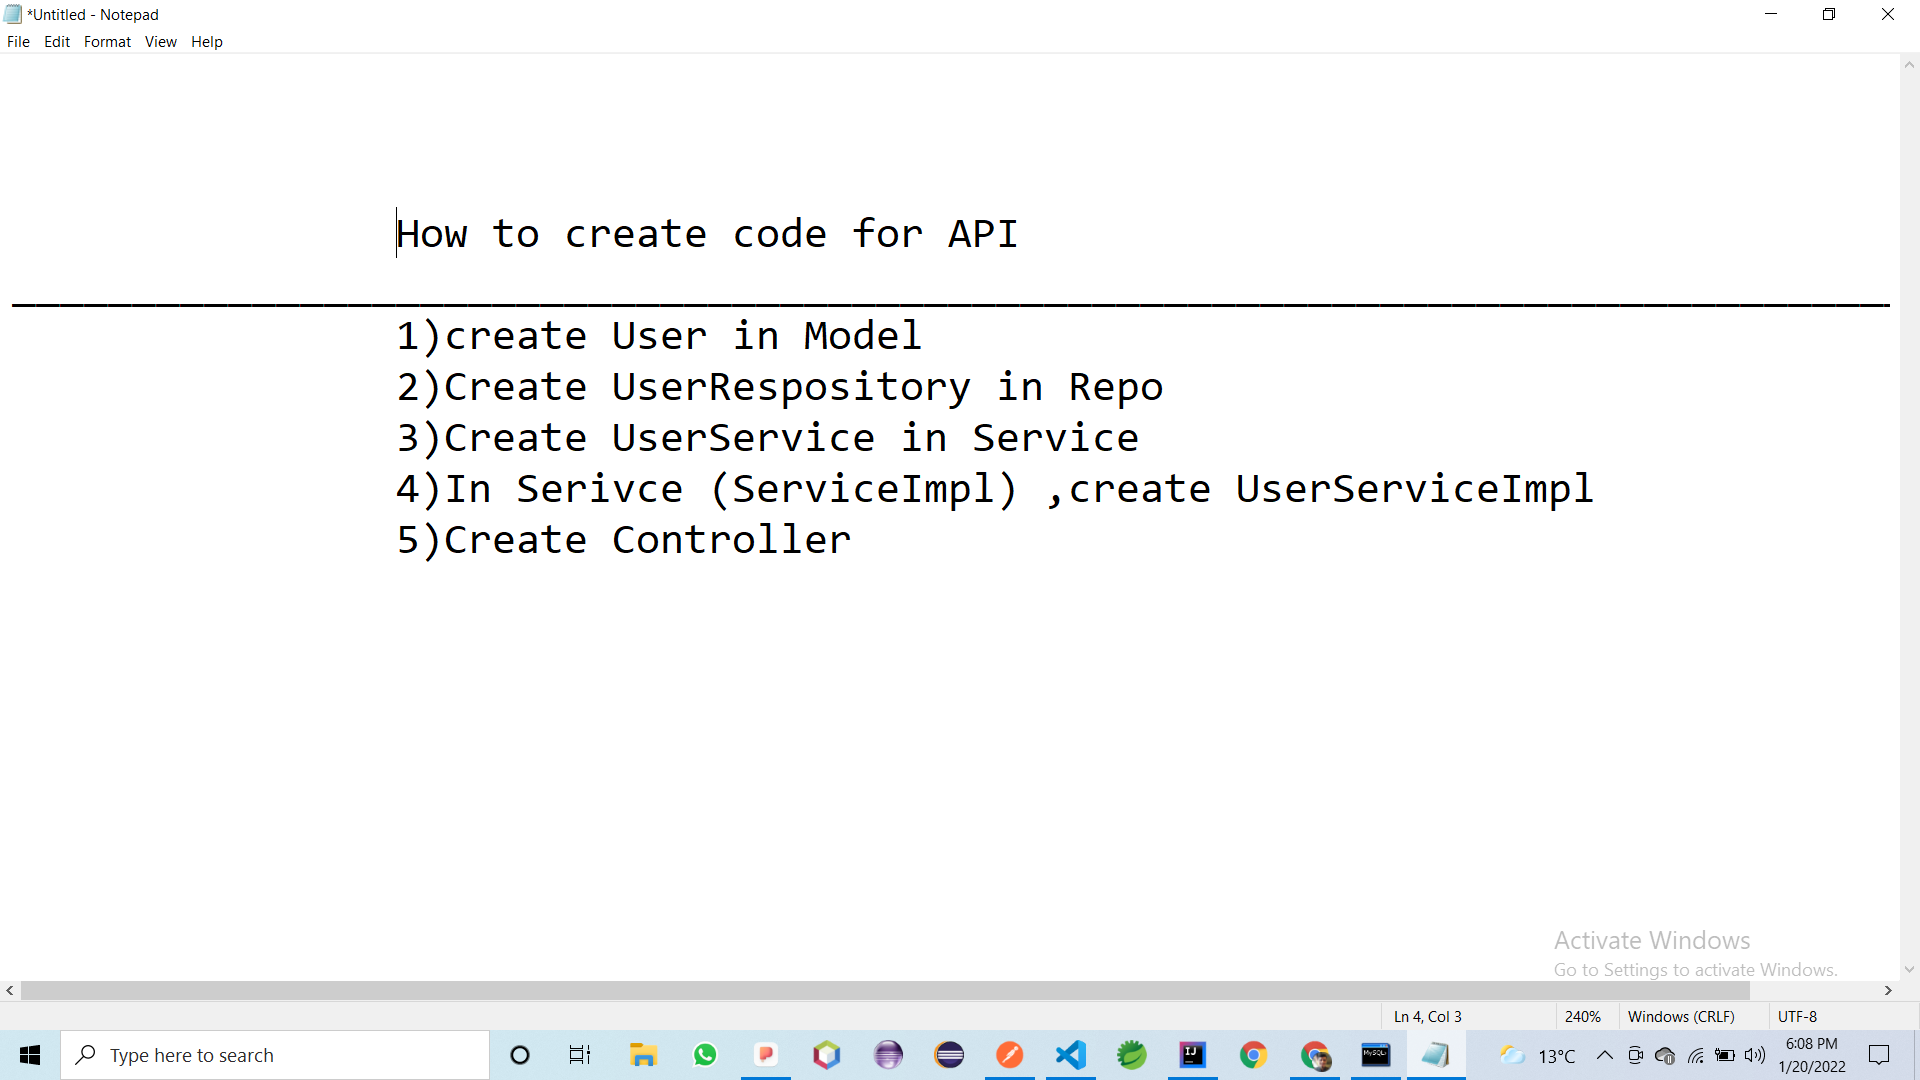 *Untitled - Notepad
File Edit Format View Help
How to create code for API
1)create User in Model
2)Create UserRespository in Repo
3)Create UserService in Service
4)In Serivce (ServiceImpl) ,create UserServiceImpl
5)Create Controller
Activate Windows
Go to Settings to activate Windows.
Ln 4, Col 3 240% Windows (CRLF) UTF-8
Type here to search
13°C
6:08 PM
1/20/2022